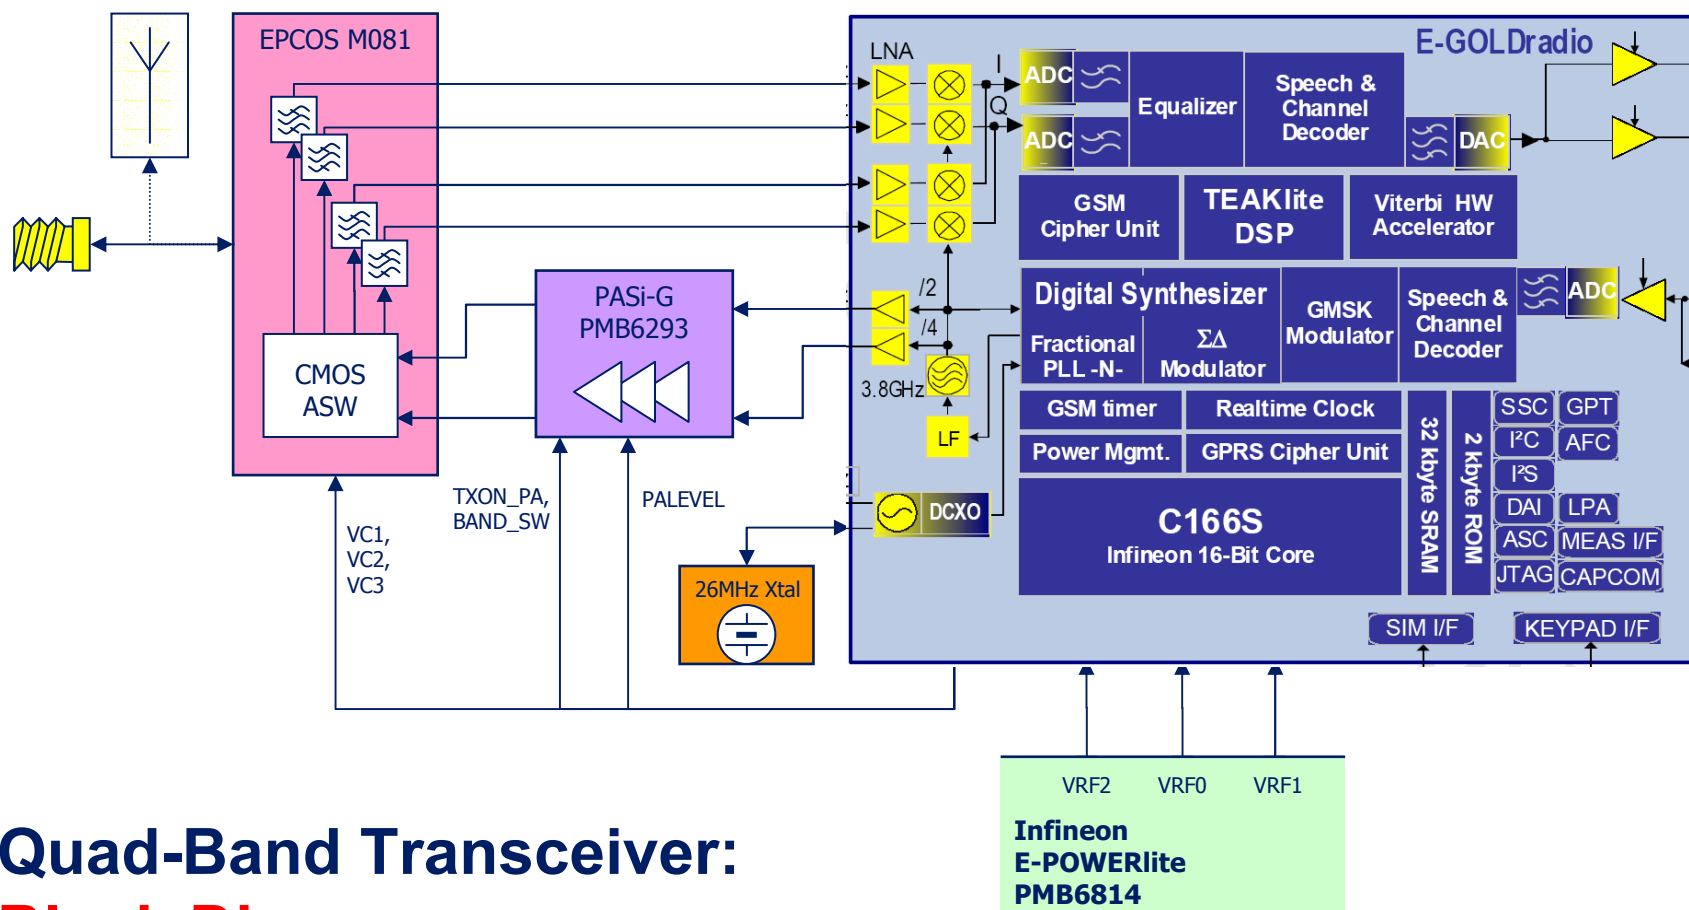 EPCOS M081
CMOS
ASW
PASi-G
PMB6293
TXON_PA,
BAND_SW
PALEVEL
VC1,
VC2,
VC3
26MHz Xtal
E-GOLDradio
LNA
I
Q
ADC
ADC
Equalizer
Speech &
Channel
Decoder
DAC
GSM
Cipher Unit
TEAKlite
DSP
Viterbi HW
Accelerator
/2
/4
3.8GHz
LF
Digital Synthesizer
Fractional
PLL -N-
ΣΔ
Modulator
GMSK
Modulator
Speech &
Channel
Decoder
ADC
GSM timer
Realtime Clock
Power Mgmt.
GPRS Cipher Unit
DCXO
C166S
Infineon 16-Bit Core
32 kbyte SRAM
2 kbyte ROM
SSC
GPT
I²C
AFC
I²S
DAI
LPA
ASC
MEAS I/F
JTAG
CAPCOM
SIM I/F
KEYPAD I/F
VRF2
VRF0
VRF1
Infineon
E-POWERlite
PMB6814
Quad-Band Transceiver: